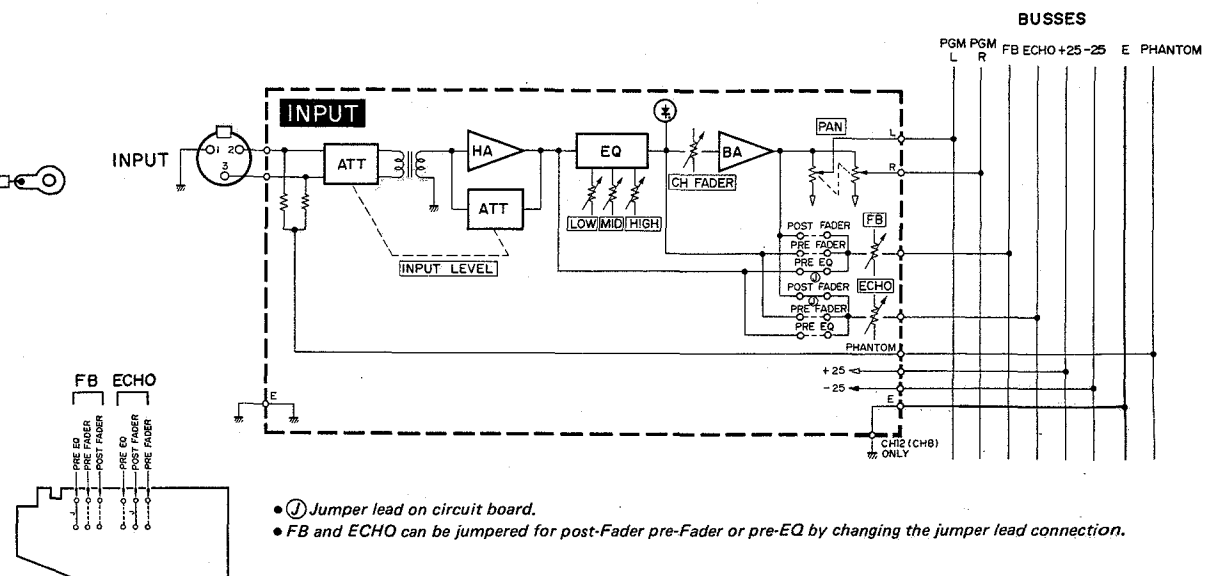 BUSSES
PGM PGM FB ECHO +25 -25 E PHANTOM
L R
INPUT
INPUT
1 2
3
ATT
HA
ATT
INPUT LEVEL
EQ
LOW MID HIGH
CH FADER
BA
PAN
L
R
POST FADER
FB
PRE FADER
PRE EQ
J
POST FADER
ECHO
J
PRE FADER
PRE EQ
PHANTOM
+25
-25
E
E
CH12 (CH8)
ONLY
FB ECHO
PRE EQ
PRE FADER
POST FADER
PRE EQ
POST FADER
PRE FADER
J
J
• Ⓙ Jumper lead on circuit board.
• FB and ECHO can be jumpered for post-Fader pre-Fader or pre-EQ by changing the jumper lead connection.